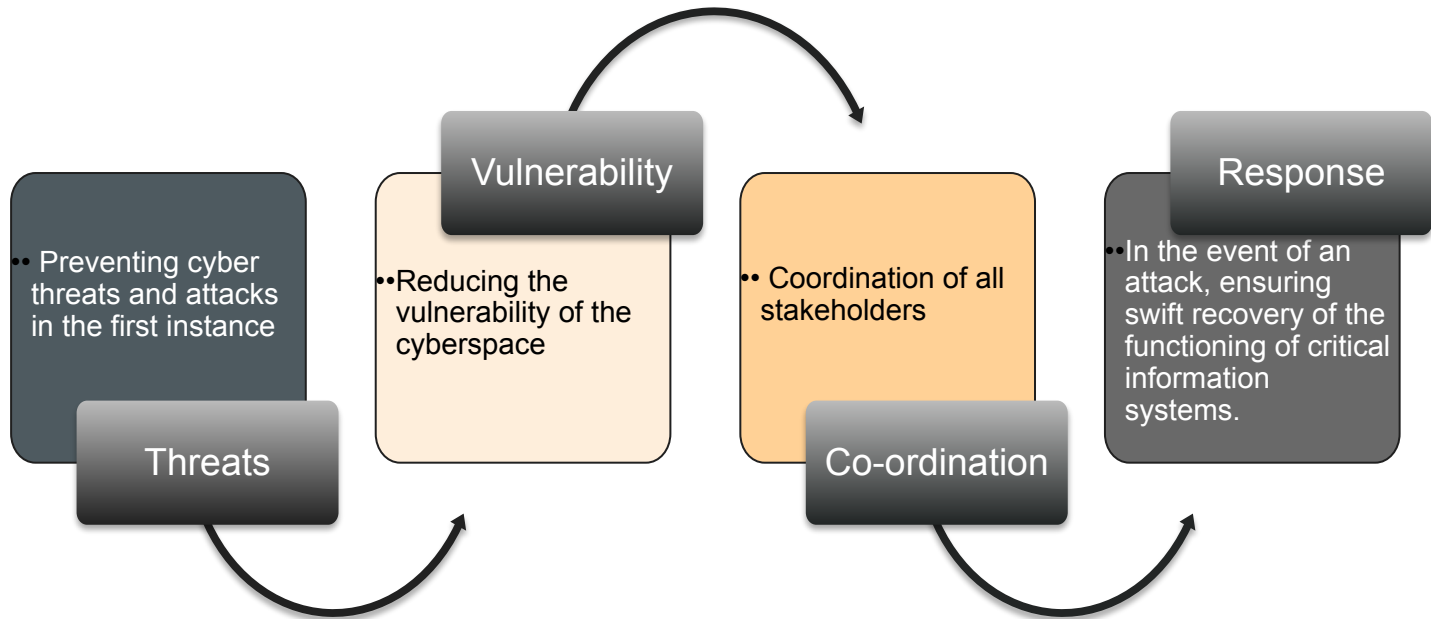 •• Preventing cyber
threats and attacks
in the first instance
Threats
Vulnerability
••Reducing the
vulnerability of the
cyberspace
•• Coordination of all
stakeholders
Co-ordination
Response
••In the event of an
attack, ensuring
swift recovery of the
functioning of critical
information
systems.